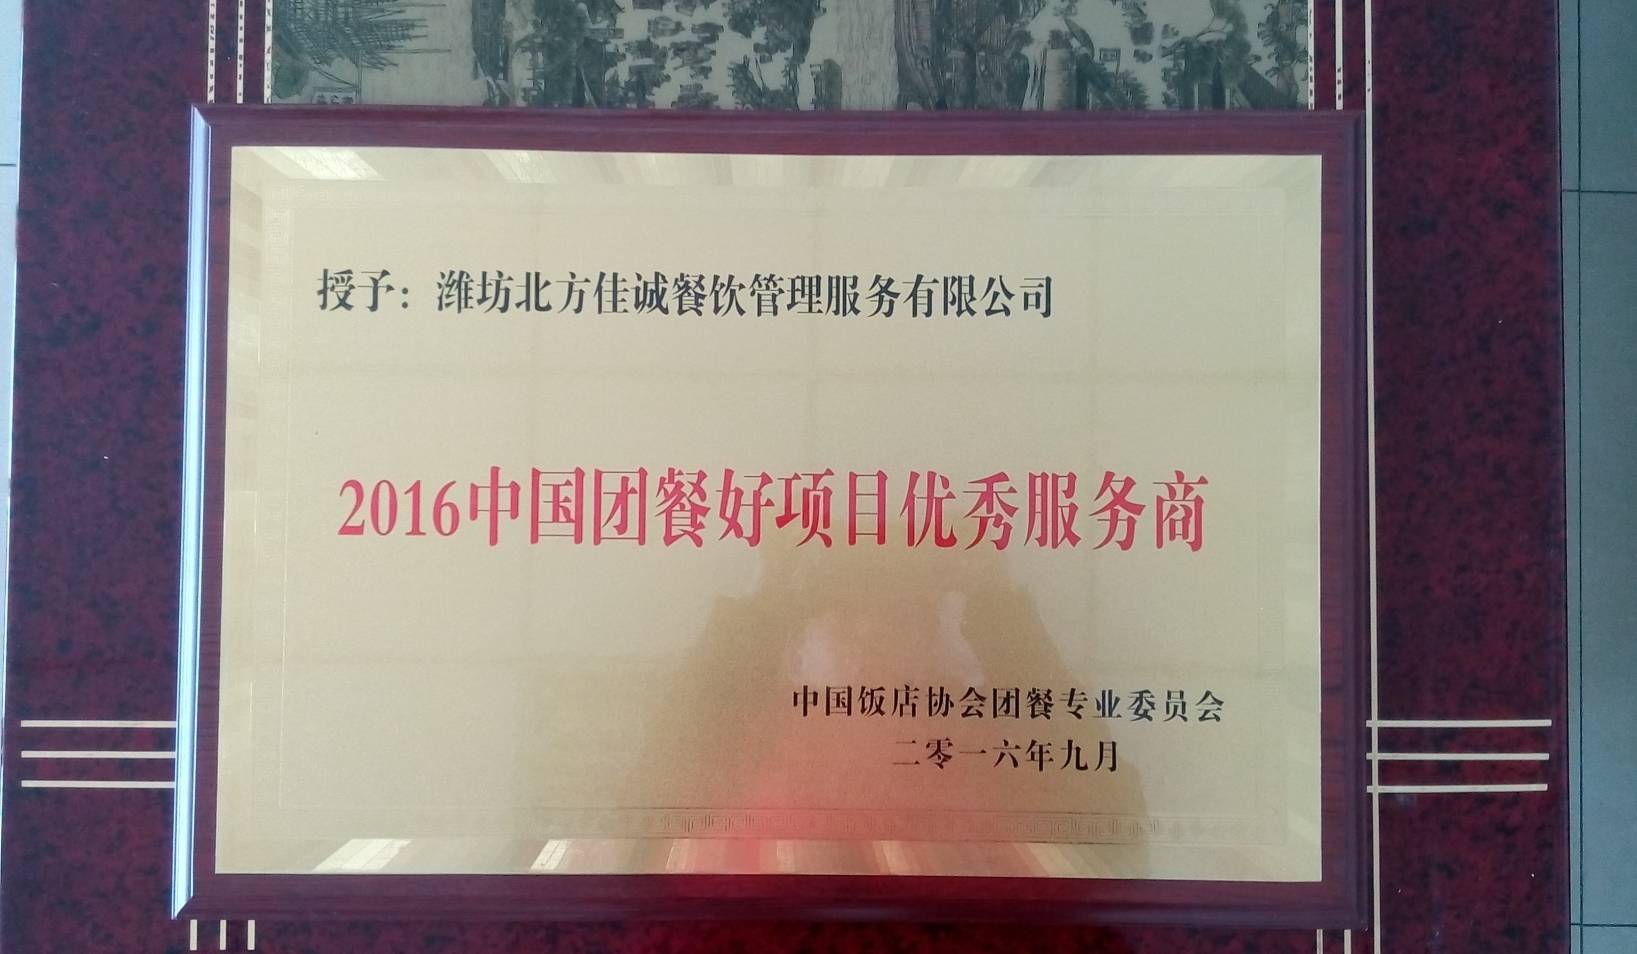 授予：潍坊北方佳诚餐饮管理服务有限公司
2016中国团餐好项目优秀服务商
中国饭店协会团餐专业委员会
二零一六年九月